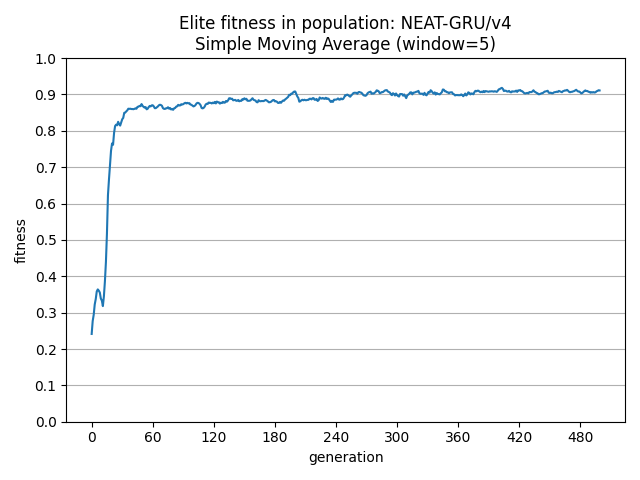 Elite fitness in population: NEAT-GRU/v4
Simple Moving Average (window=5)
fitness
1.0
0.9
0.8
0.7
0.6
0.5
0.4
0.3
0.2
0.1
0.0
0 60 120 180 240 300 360 420 480
generation